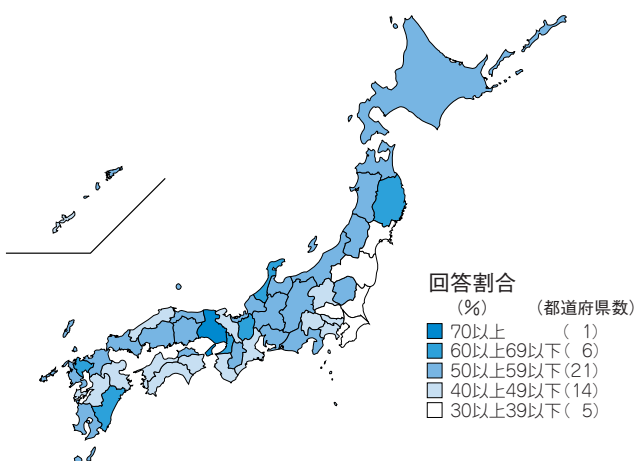 回答割合
(%) (都道府県数)
70以上 ( 1)
60以上69以下( 6)
50以上59以下(21)
40以上49以下(14)
30以上39以下( 5)